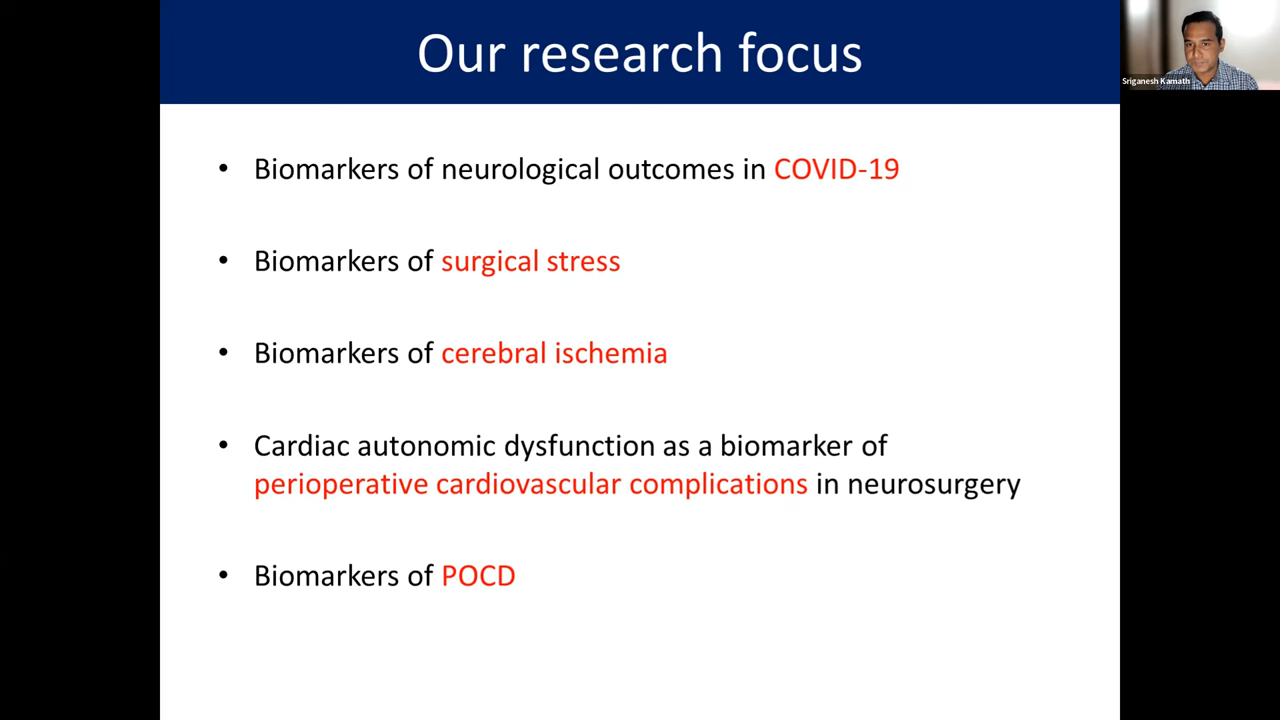 Our research focus
Sriganesh Kamath
• Biomarkers of neurological outcomes in COVID-19
• Biomarkers of surgical stress
• Biomarkers of cerebral ischemia
• Cardiac autonomic dysfunction as a biomarker of
perioperative cardiovascular complications in neurosurgery
• Biomarkers of POCD